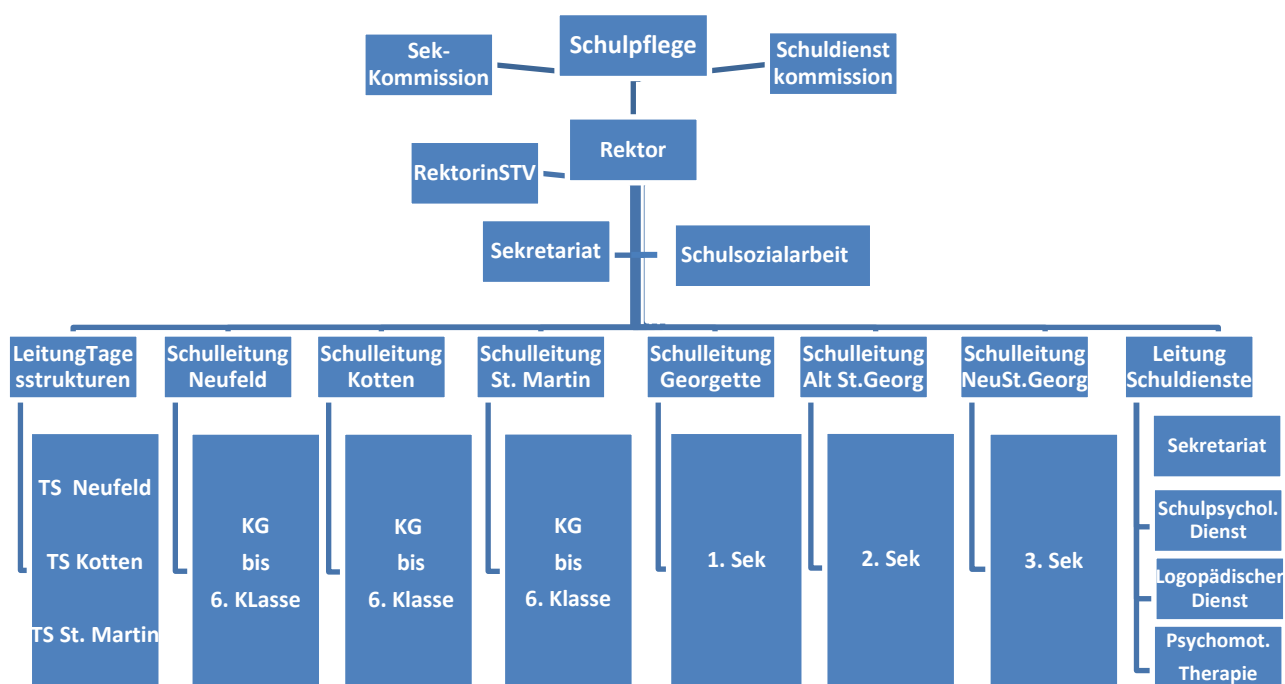 Schulpflege
Sek-
Kommission
Schuldienst
kommission
Rektor
RektorinSTV
Sekretariat
Schulsozialarbeit
LeitungTage
sstrukturen
Schulleitung
Neufeld
Schulleitung
Kotten
Schulleitung
St. Martin
Schulleitung
Georgette
Schulleitung
Alt St.Georg
Schulleitung
NeuSt.Georg
Leitung
Schuldienste
TS Neufeld
TS Kotten
TS St. Martin
KG
bis
6. KLasse
KG
bis
6. Klasse
KG
bis
6. Klasse
1. Sek
2. Sek
3. Sek
Sekretariat
Schulpsychol.
Dienst
Logopädischer
Dienst
Psychomot.
Therapie